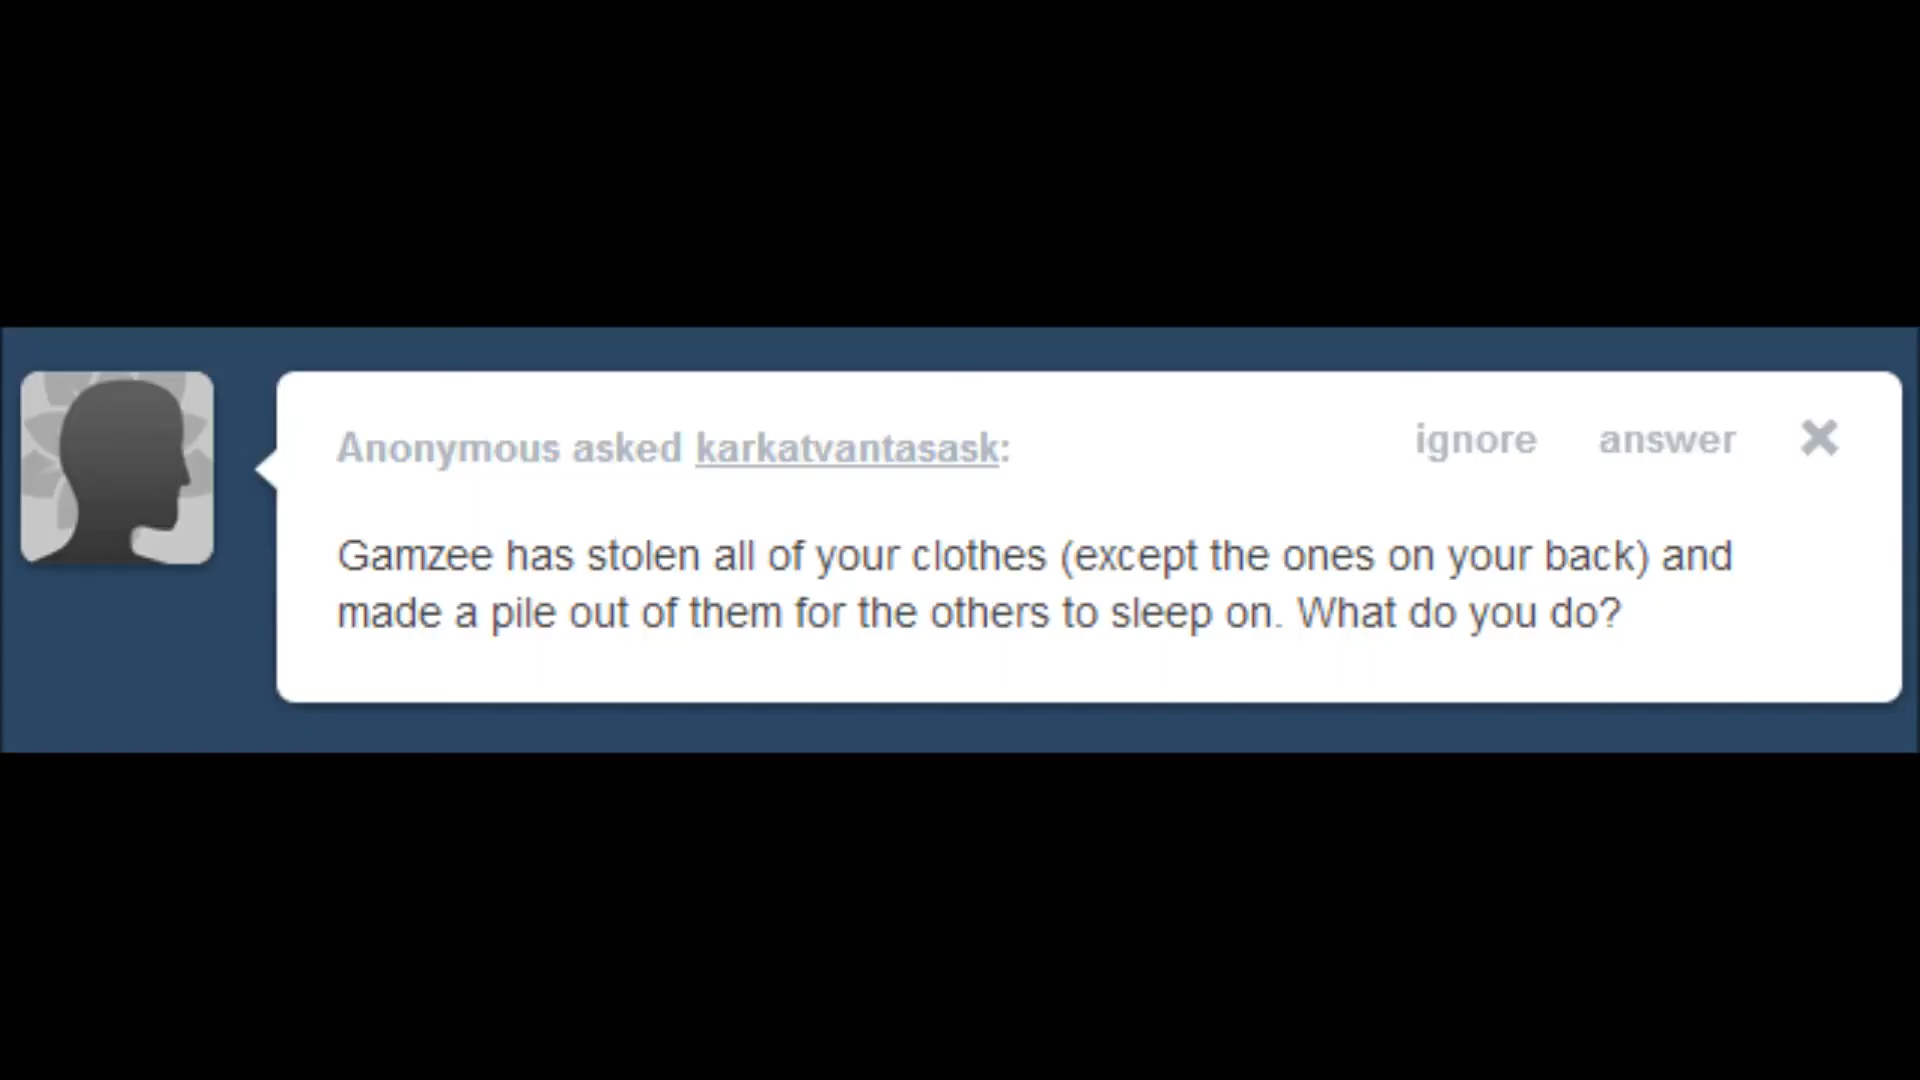 Anonymous asked karkatvantasask:
ignore answer
Gamzee has stolen all of your clothes (except the ones on your back) and
made a pile out of them for the others to sleep on. What do you do?